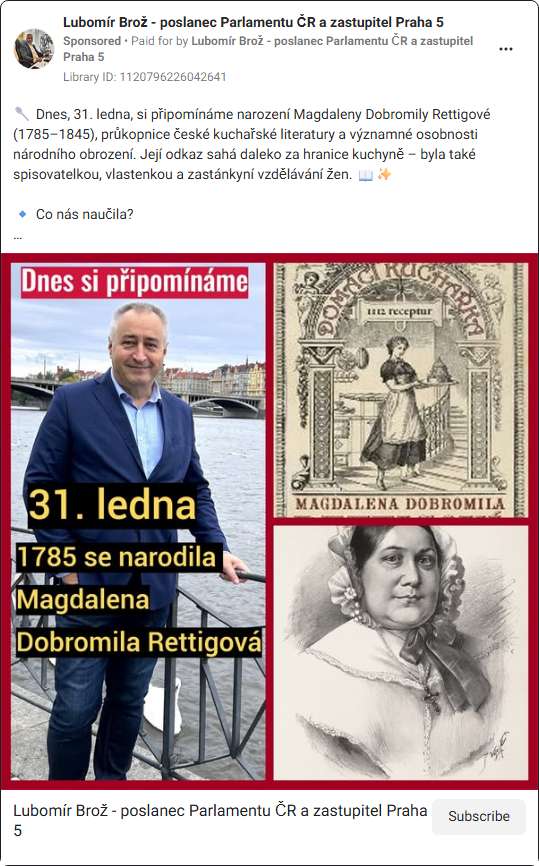 Lubomír Brož - poslanec Parlamentu ČR a zastupitel Praha 5
Sponsored • Paid for by Lubomír Brož - poslanec Parlamentu ČR a zastupitel
Praha 5
Library ID: 1120796226042641
🥄 Dnes, 31. ledna, si připomínáme narození Magdaleny Dobromily Rettigové
(1785–1845), průkopnice české kuchařské literatury a významné osobnosti
národního obrození. Její odkaz sahá daleko za hranice kuchyně – byla také
spisovatelkou, vlastenkou a zastánkyní vzdělávání žen. 📖 ✨
🔹 Co nás naučila?
...
Dnes si připomínáme
31. ledna
1785 se narodila
Magdalena
Dobromila Rettigová
DOMÁCÍ KUCHAŘKA
1112 receptur
MAGDALENA DOBROMILA
Lubomír Brož - poslanec Parlamentu ČR a zastupitel Praha
5
Subscribe